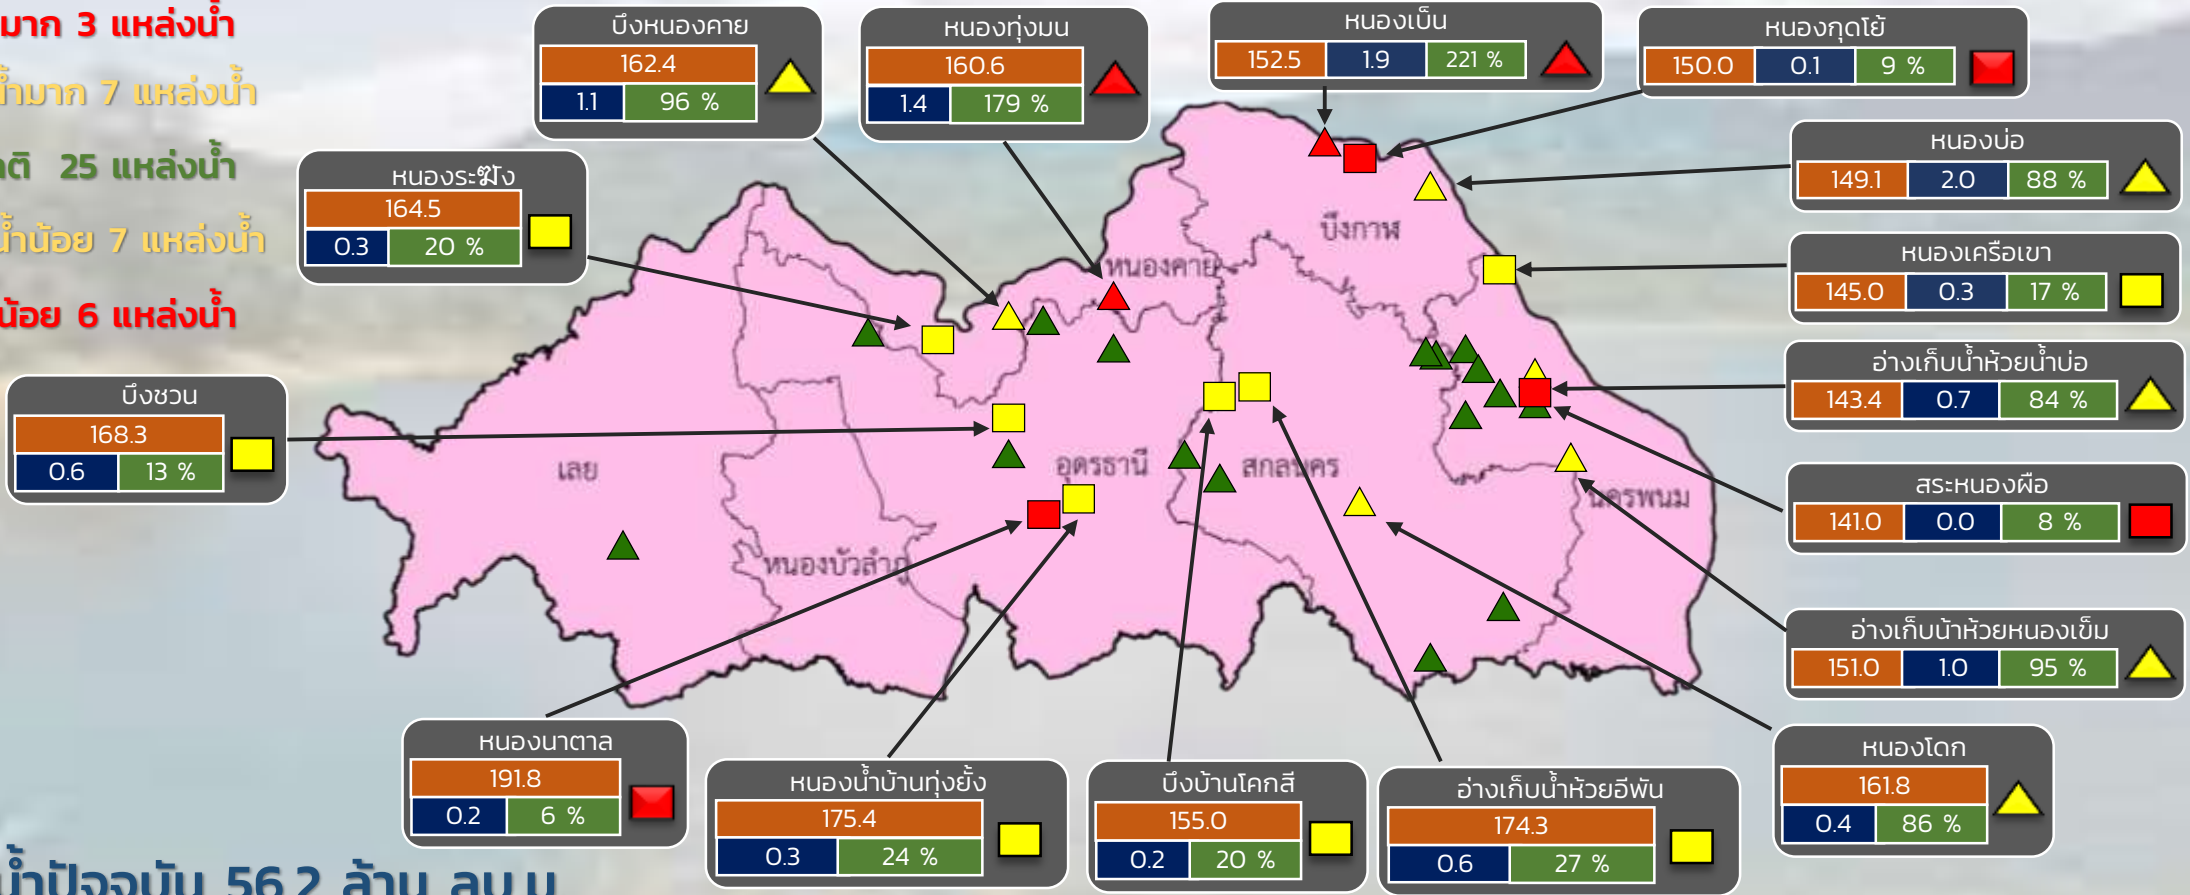 มาก 3 แหล่งน้ำ
น้ำมาก 7 แหล่งน้ำ
25 แหล่งน้ำ
น้ำน้อย 7 แหล่งน้ำ
น้อย 6 แหล่งน้ำ
บึงหนองคาย
162.4
1.1 96 %
หนองทุ่งมน
160.6
1.4 179 %
หนองเบ็น
152.5 1.9 221 %
หนองกุดโย้
150.0 0.1 9 %
หนองบ่อ
149.1 2.0 88 %
หนองระฆัง
164.5
0.3 20 %
หนองเครือเขา
145.0 0.3 17 %
อ่างเก็บน้ำห้วยน้ำบ่อ
143.4 0.7 84 %
บึงชวน
168.3
0.6 13 %
สระหนองผือ
141.0 0.0 8 %
อ่างเก็บน้าห้วยหนองเข็ม
151.0 1.0 95 %
หนองโดก
161.8
0.4 86 %
หนองนาตาล
191.8
0.2 6 %
หนองน้ำบ้านทุ่งยั้ง
175.4
0.3 24 %
บึงบ้านโคกสี
155.0
0.2 20 %
อ่างเก็บน้ำห้วยอีพัน
174.3
0.6 27 %
บึงกาฬ
หนองคาย
เลย
อุดรธานี
สกลนคร
นครพนม
หนองบัวลำภู
น้ำปัจจุบัน 56.2 ล้าน ลบ.ม